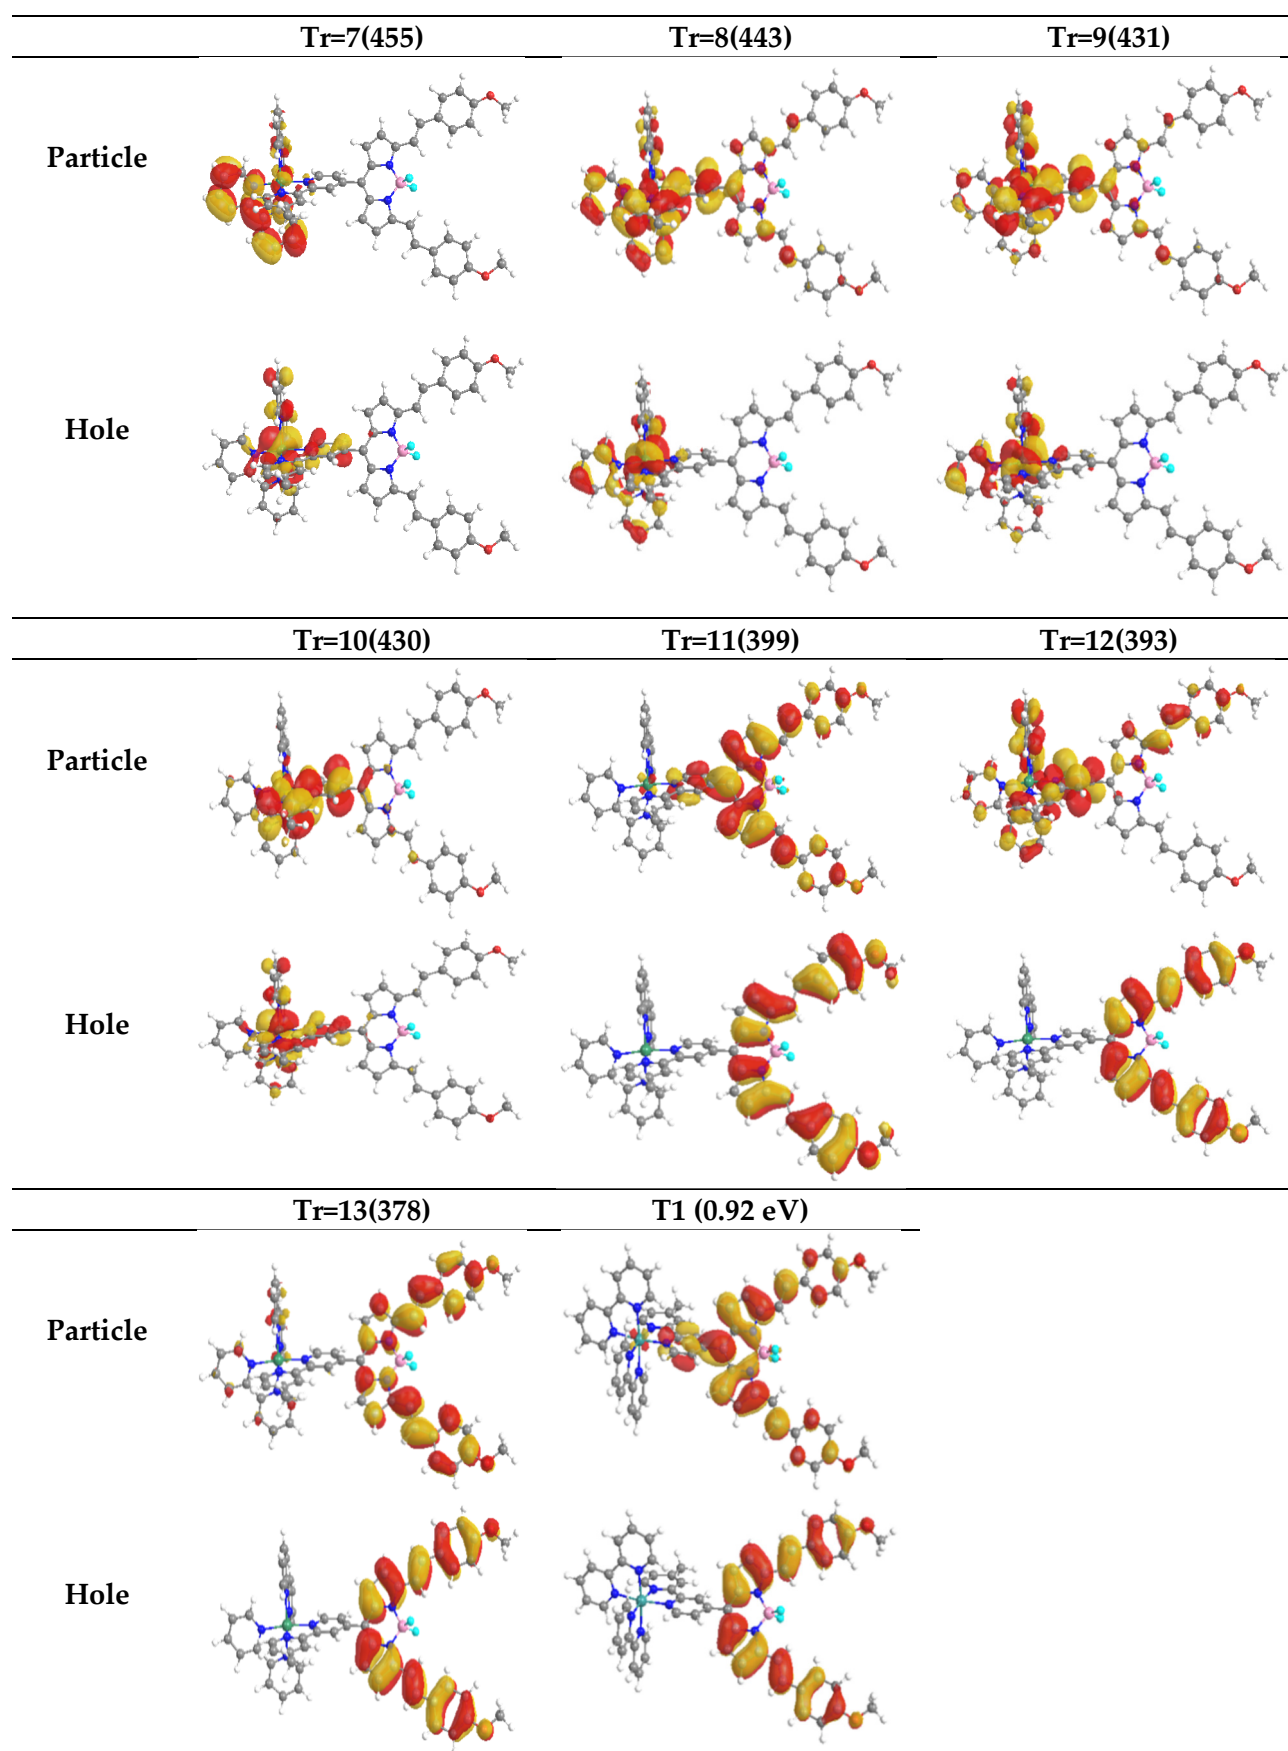 Tr=7(455) Tr=8(443) Tr=9(431)
Particle
Hole
Tr=10(430) Tr=11(399) Tr=12(393)
Particle
Hole
Tr=13(378) T1 (0.92 eV)
Particle
Hole